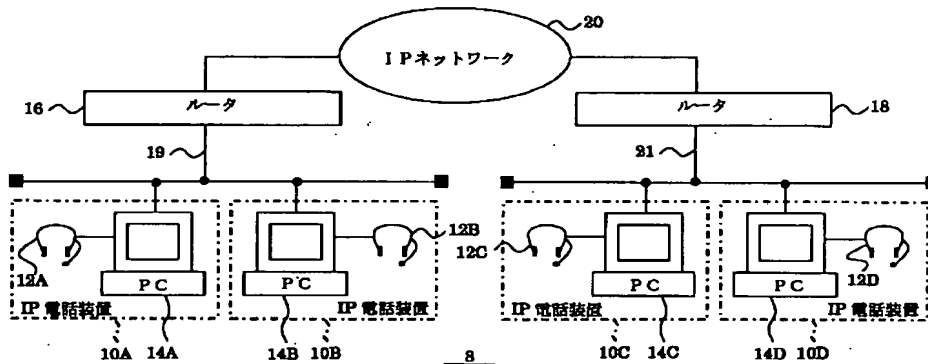 20
IPネットワーク
16 ルータ
ルータ 18
19
21
12A
12B
12C
12D
PC
PC
PC
PC
IP電話装置
IP電話装置
IP電話装置
IP電話装置
10A 14A 14B 10B 10C 14C 14D 10D
8